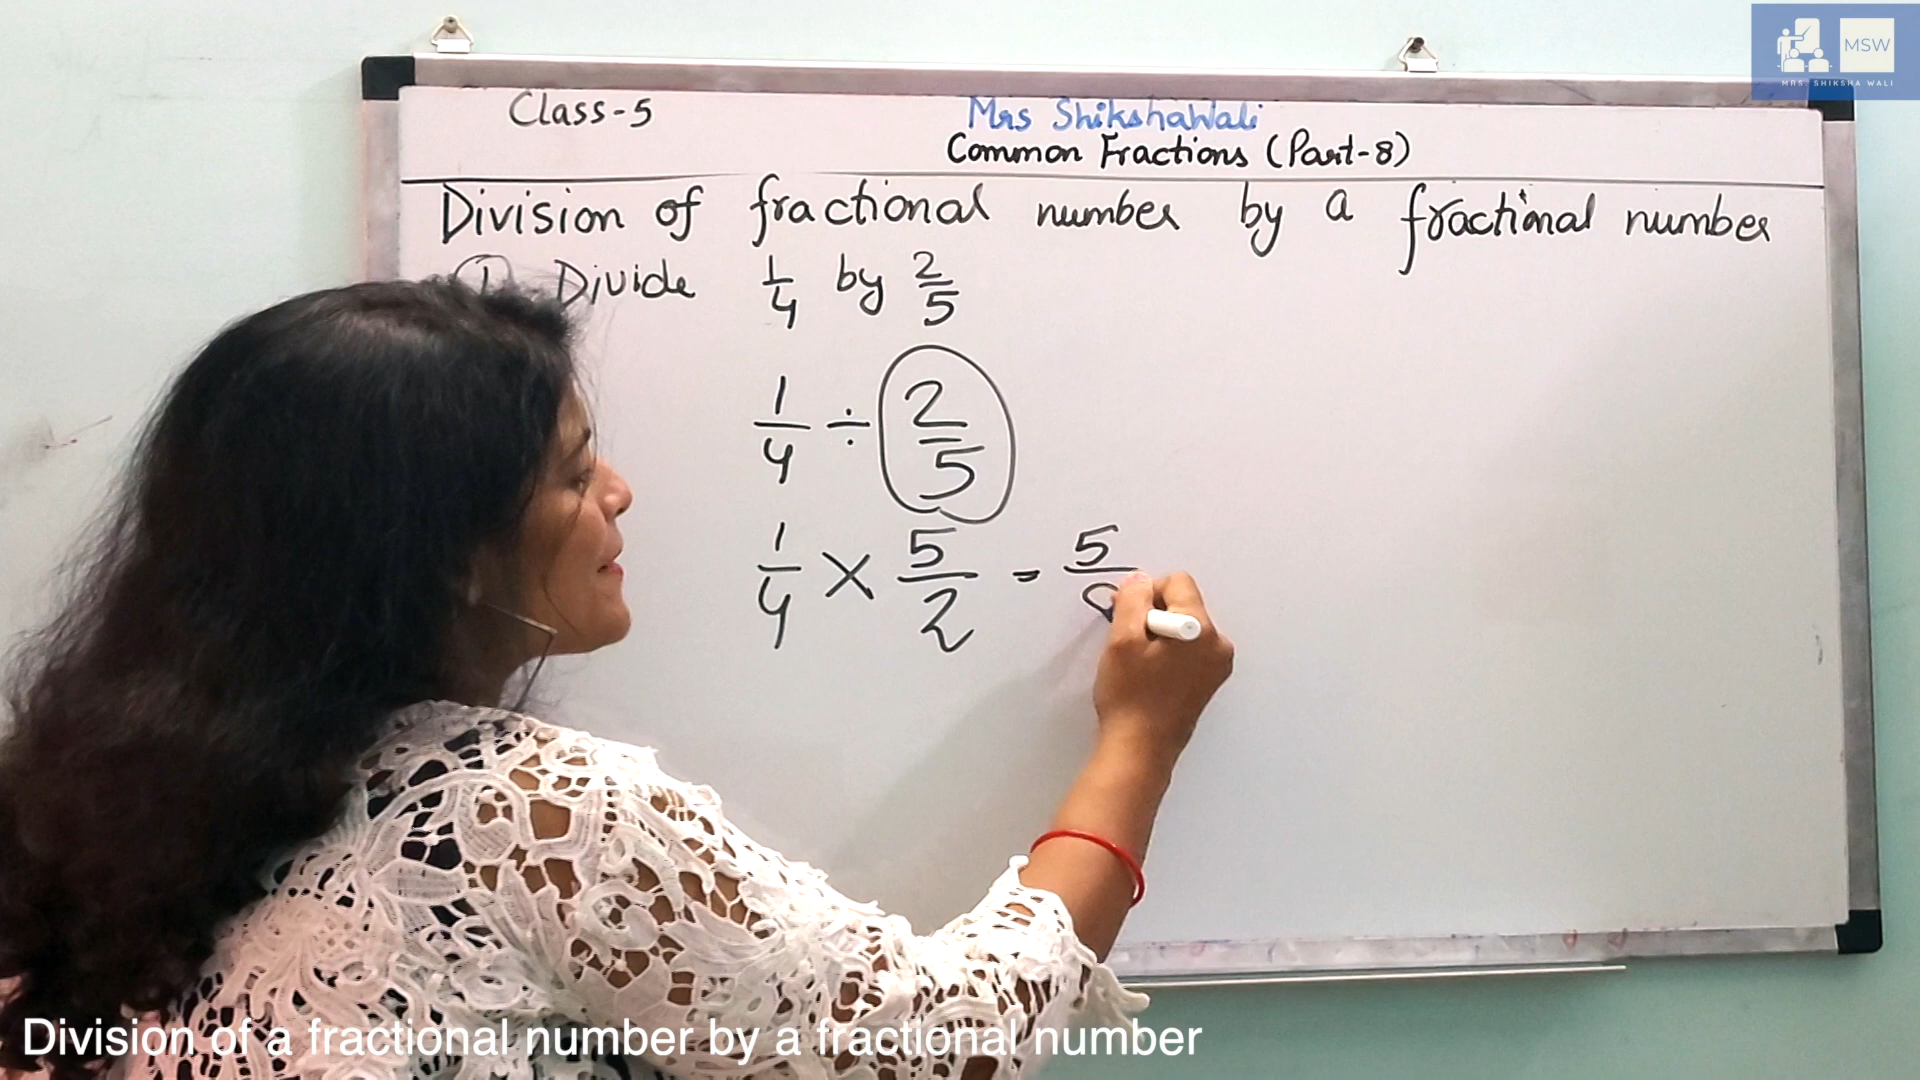 MSW
MRS. SHIKSHA WALI
Class-5
Mrs ShikshaWali
Common Fractions (Part-8)
Division of fractional number by a fractional number
① Divide 1/4 by 2/5
1/4 ÷ 2/5
1/4 × 5/2 = 5/8
Division of a fractional number by a fractional number